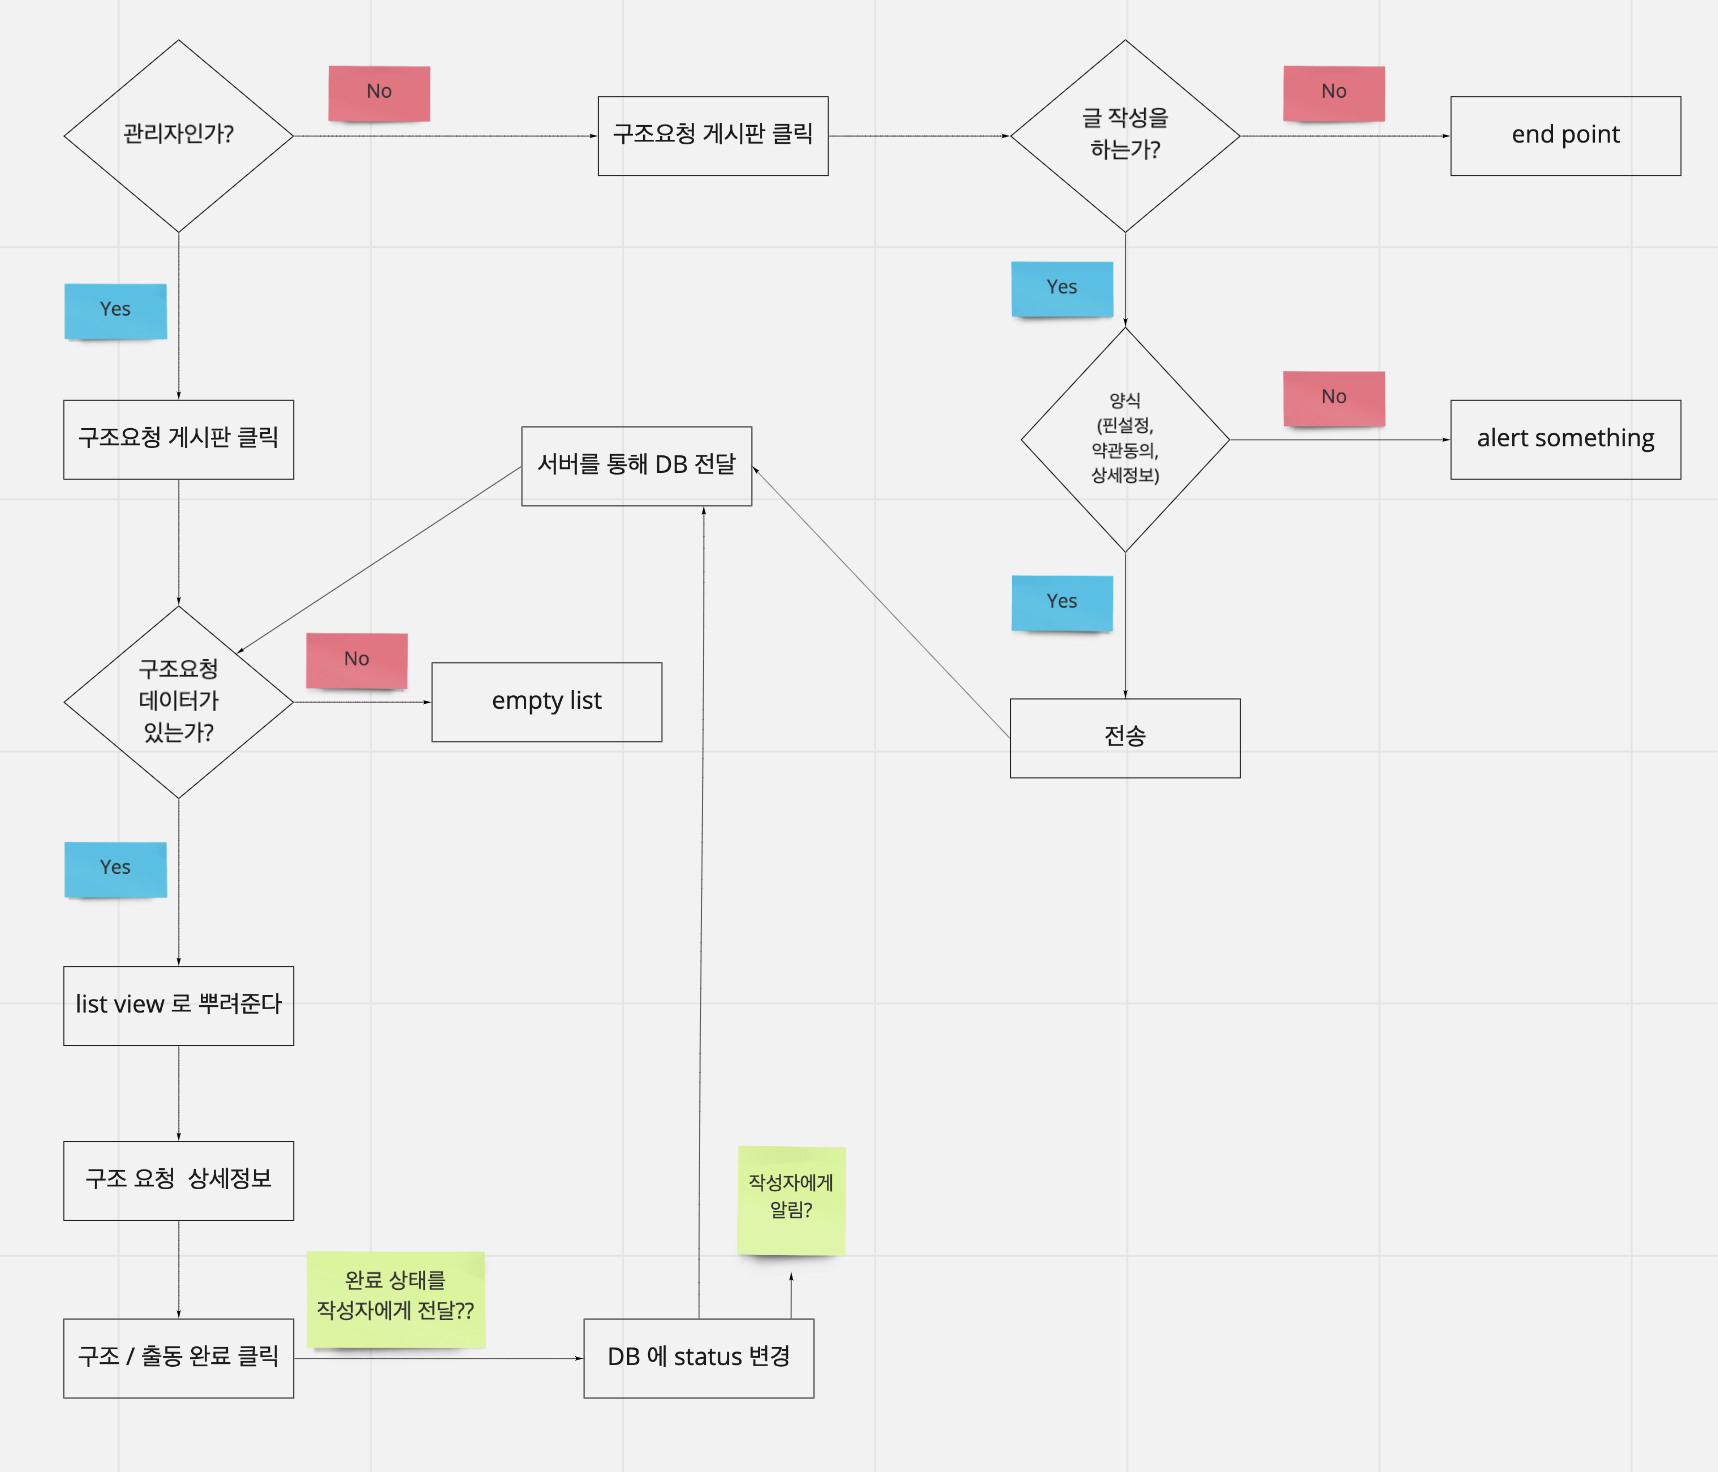 관리자인가?
No
구조요청 게시판 클릭
글 작성을
하는가?
No
end point
Yes
Yes
구조요청 게시판 클릭
서버를 통해 DB 전달
양식
(핀설정,
약관동의,
상세정보)
No
alert something
Yes
구조요청
데이터가
있는가?
No
empty list
전송
Yes
list view 로 뿌려준다
구조 요청  상세정보
작성자에게
알림?
완료 상태를
작성자에게 전달??
구조 / 출동 완료 클릭
DB 에 status 변경